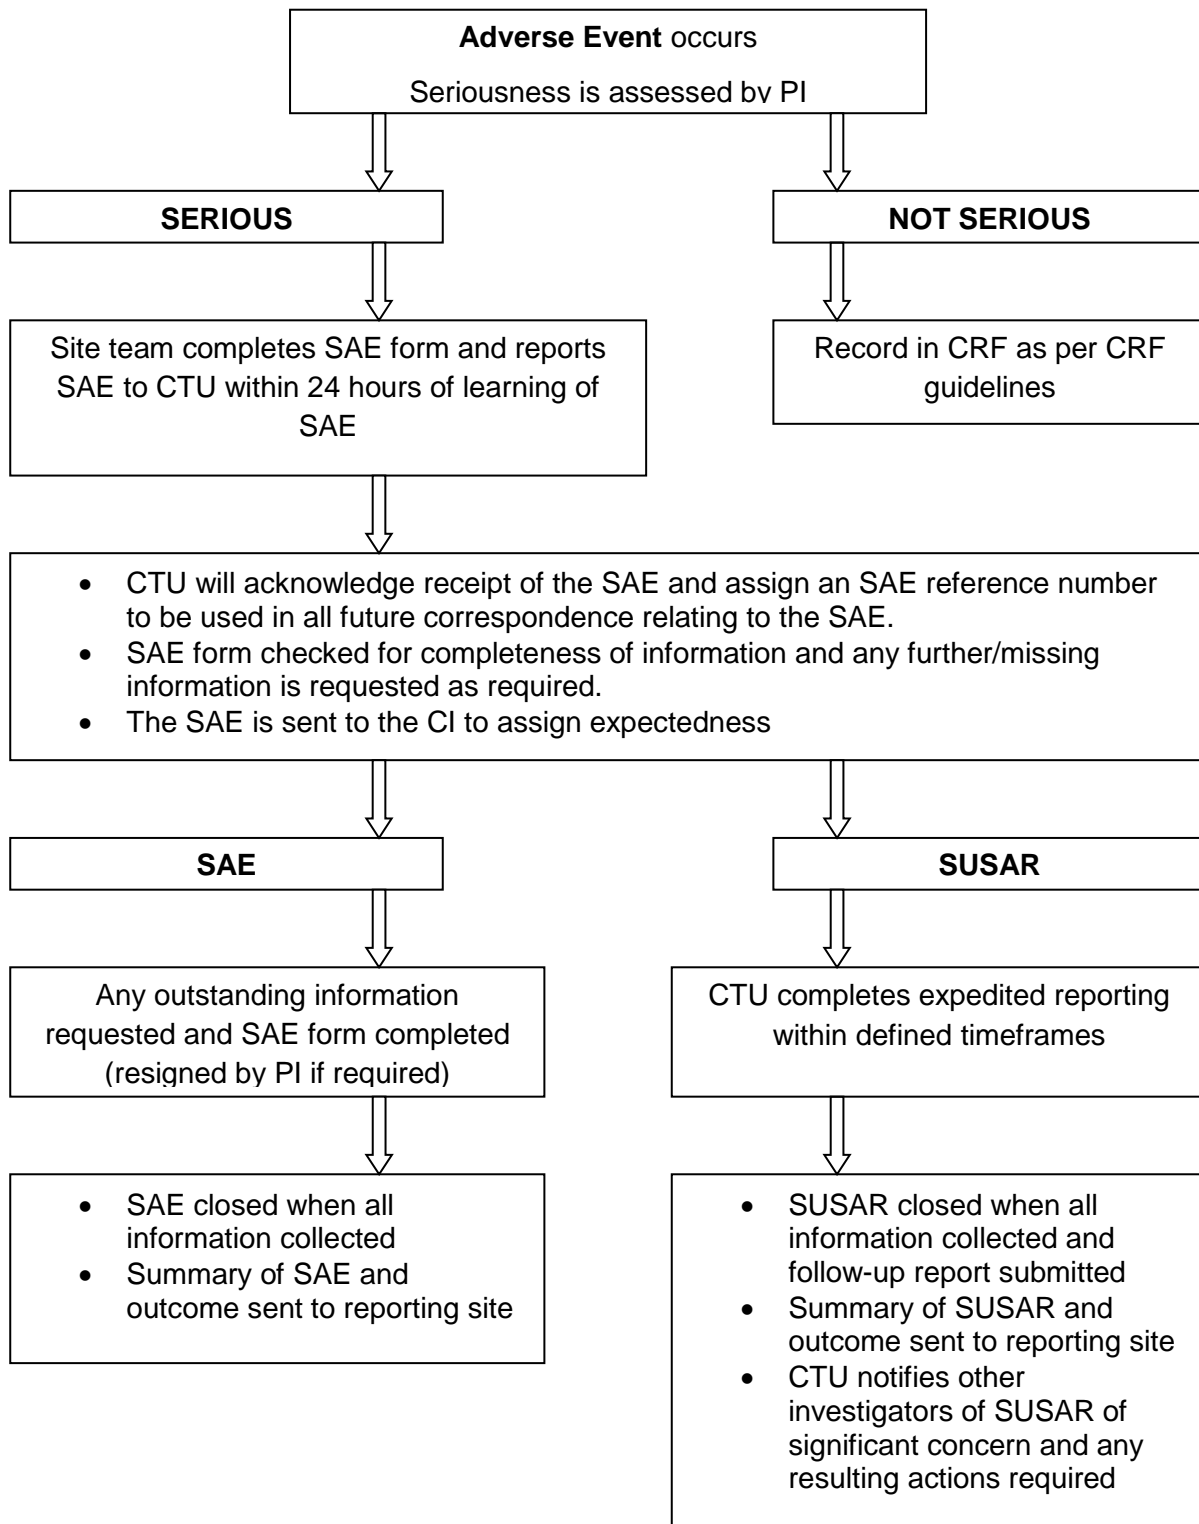 Adverse Event occurs
Seriousness is assessed by PI
SERIOUS
NOT SERIOUS
Site team completes SAE form and reports
SAE to CTU within 24 hours of learning of
SAE
Record in CRF as per CRF
guidelines
• CTU will acknowledge receipt of the SAE and assign an SAE reference number
to be used in all future correspondence relating to the SAE.
• SAE form checked for completeness of information and any further/missing
information is requested as required.
• The SAE is sent to the CI to assign expectedness
SAE
SUSAR
Any outstanding information
requested and SAE form completed
(resigned by PI if required)
CTU completes expedited reporting
within defined timeframes
• SAE closed when all
information collected
• Summary of SAE and
outcome sent to reporting site
• SUSAR closed when all
information collected and
follow-up report submitted
• Summary of SUSAR and
outcome sent to reporting site
• CTU notifies other
investigators of SUSAR of
significant concern and any
resulting actions required